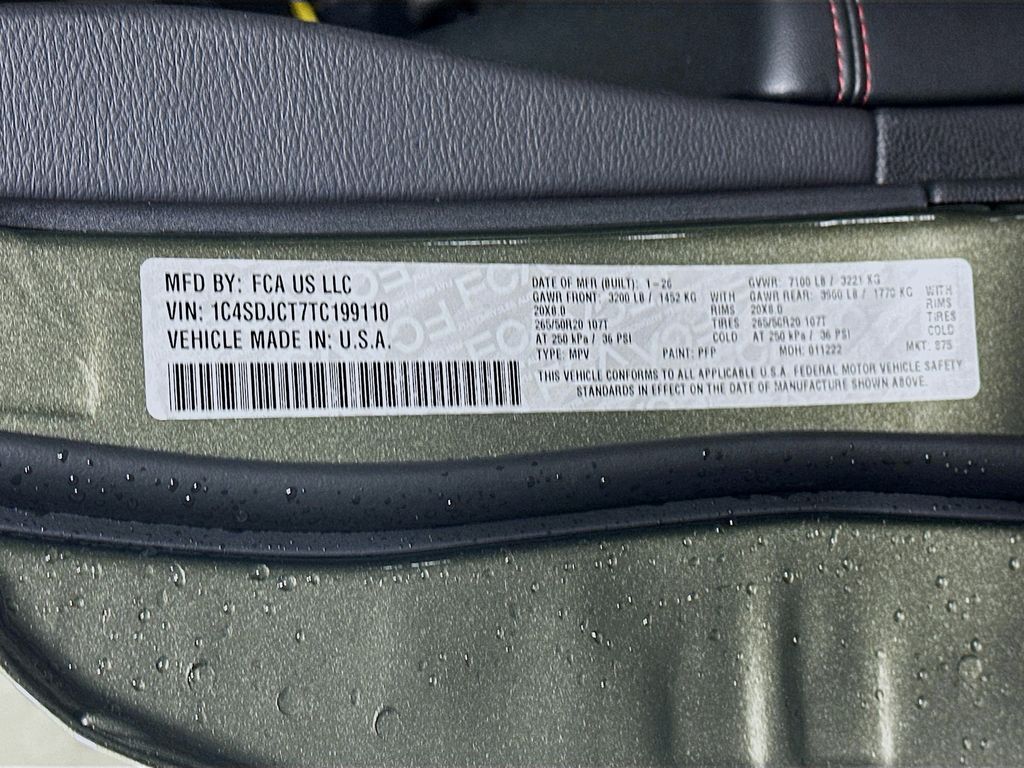 MFD BY: FCA US LLC
VIN: 1C4SDJCT7TC199110
VEHICLE MADE IN: U.S.A.
DATE OF MFR (BUILT): 1-26 GVWR: 7100 LB / 3221 KG
GAWR FRONT: 3200 LB / 1452 KG WITH GAWR REAR: 3900 LB / 1770 KG WITH
20X8.0 RIMS 20X8.0 RIMS
265/50R20 107T TIRES 265/50R20 107T TIRES
AT 250 kPa / 36 PSI COLD AT 250 kPa / 36 PSI COLD
TYPE: MPV PAINT: PFP MDH: 011222 MKT: 875
THIS VEHICLE CONFORMS TO ALL APPLICABLE U.S.A. FEDERAL MOTOR VEHICLE SAFETY
STANDARDS IN EFFECT ON THE DATE OF MANUFACTURE SHOWN ABOVE.